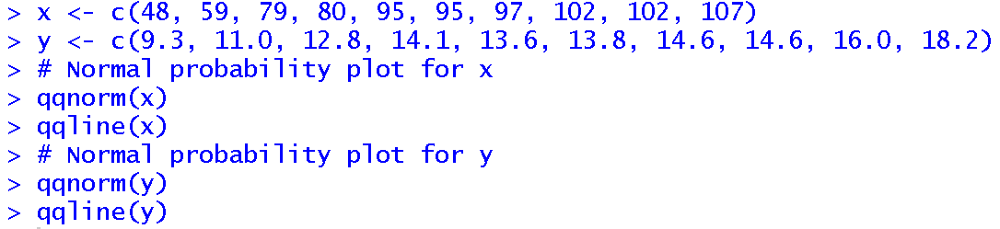 > x <- c(48, 59, 79, 80, 95, 95, 97, 102, 102, 107)
> y <- c(9.3, 11.0, 12.8, 14.1, 13.6, 13.8, 14.6, 14.6, 16.0, 18.2)
> # Normal probability plot for x
> qqnorm(x)
> qqline(x)
> # Normal probability plot for y
> qqnorm(y)
> qqline(y)